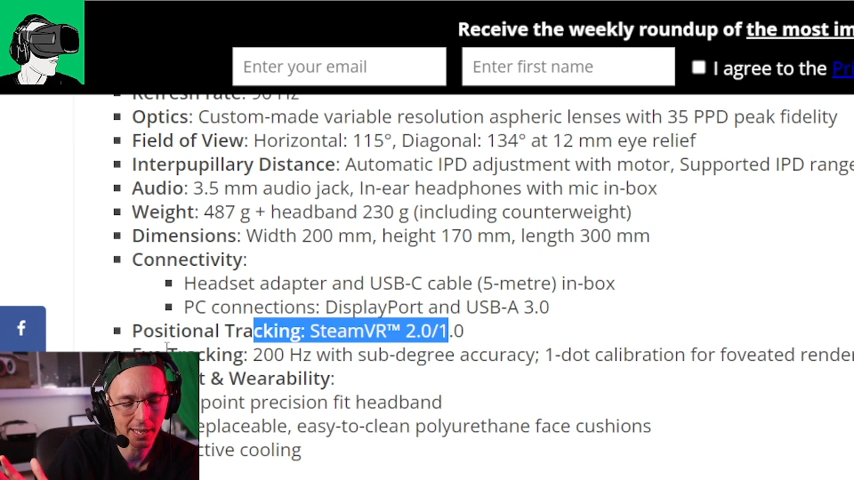 Receive the weekly roundup of the most im
Enter your email
Enter first name
I agree to the Pri
Refresh rate: 90 Hz
Optics: Custom-made variable resolution aspheric lenses with 35 PPD peak fidelity
Field of View: Horizontal: 115°, Diagonal: 134° at 12 mm eye relief
Interpupillary Distance: Automatic IPD adjustment with motor, Supported IPD range
Audio: 3.5 mm audio jack, In-ear headphones with mic in-box
Weight: 487 g + headband 230 g (including counterweight)
Dimensions: Width 200 mm, height 170 mm, length 300 mm
Connectivity:
Headset adapter and USB-C cable (5-metre) in-box
PC connections: DisplayPort and USB-A 3.0
Positional Tracking: SteamVR™ 2.0/1.0
Eye Tracking: 200 Hz with sub-degree accuracy; 1-dot calibration for foveated render
t & Wearability:
point precision fit headband
eplaceable, easy-to-clean polyurethane face cushions
ctive cooling